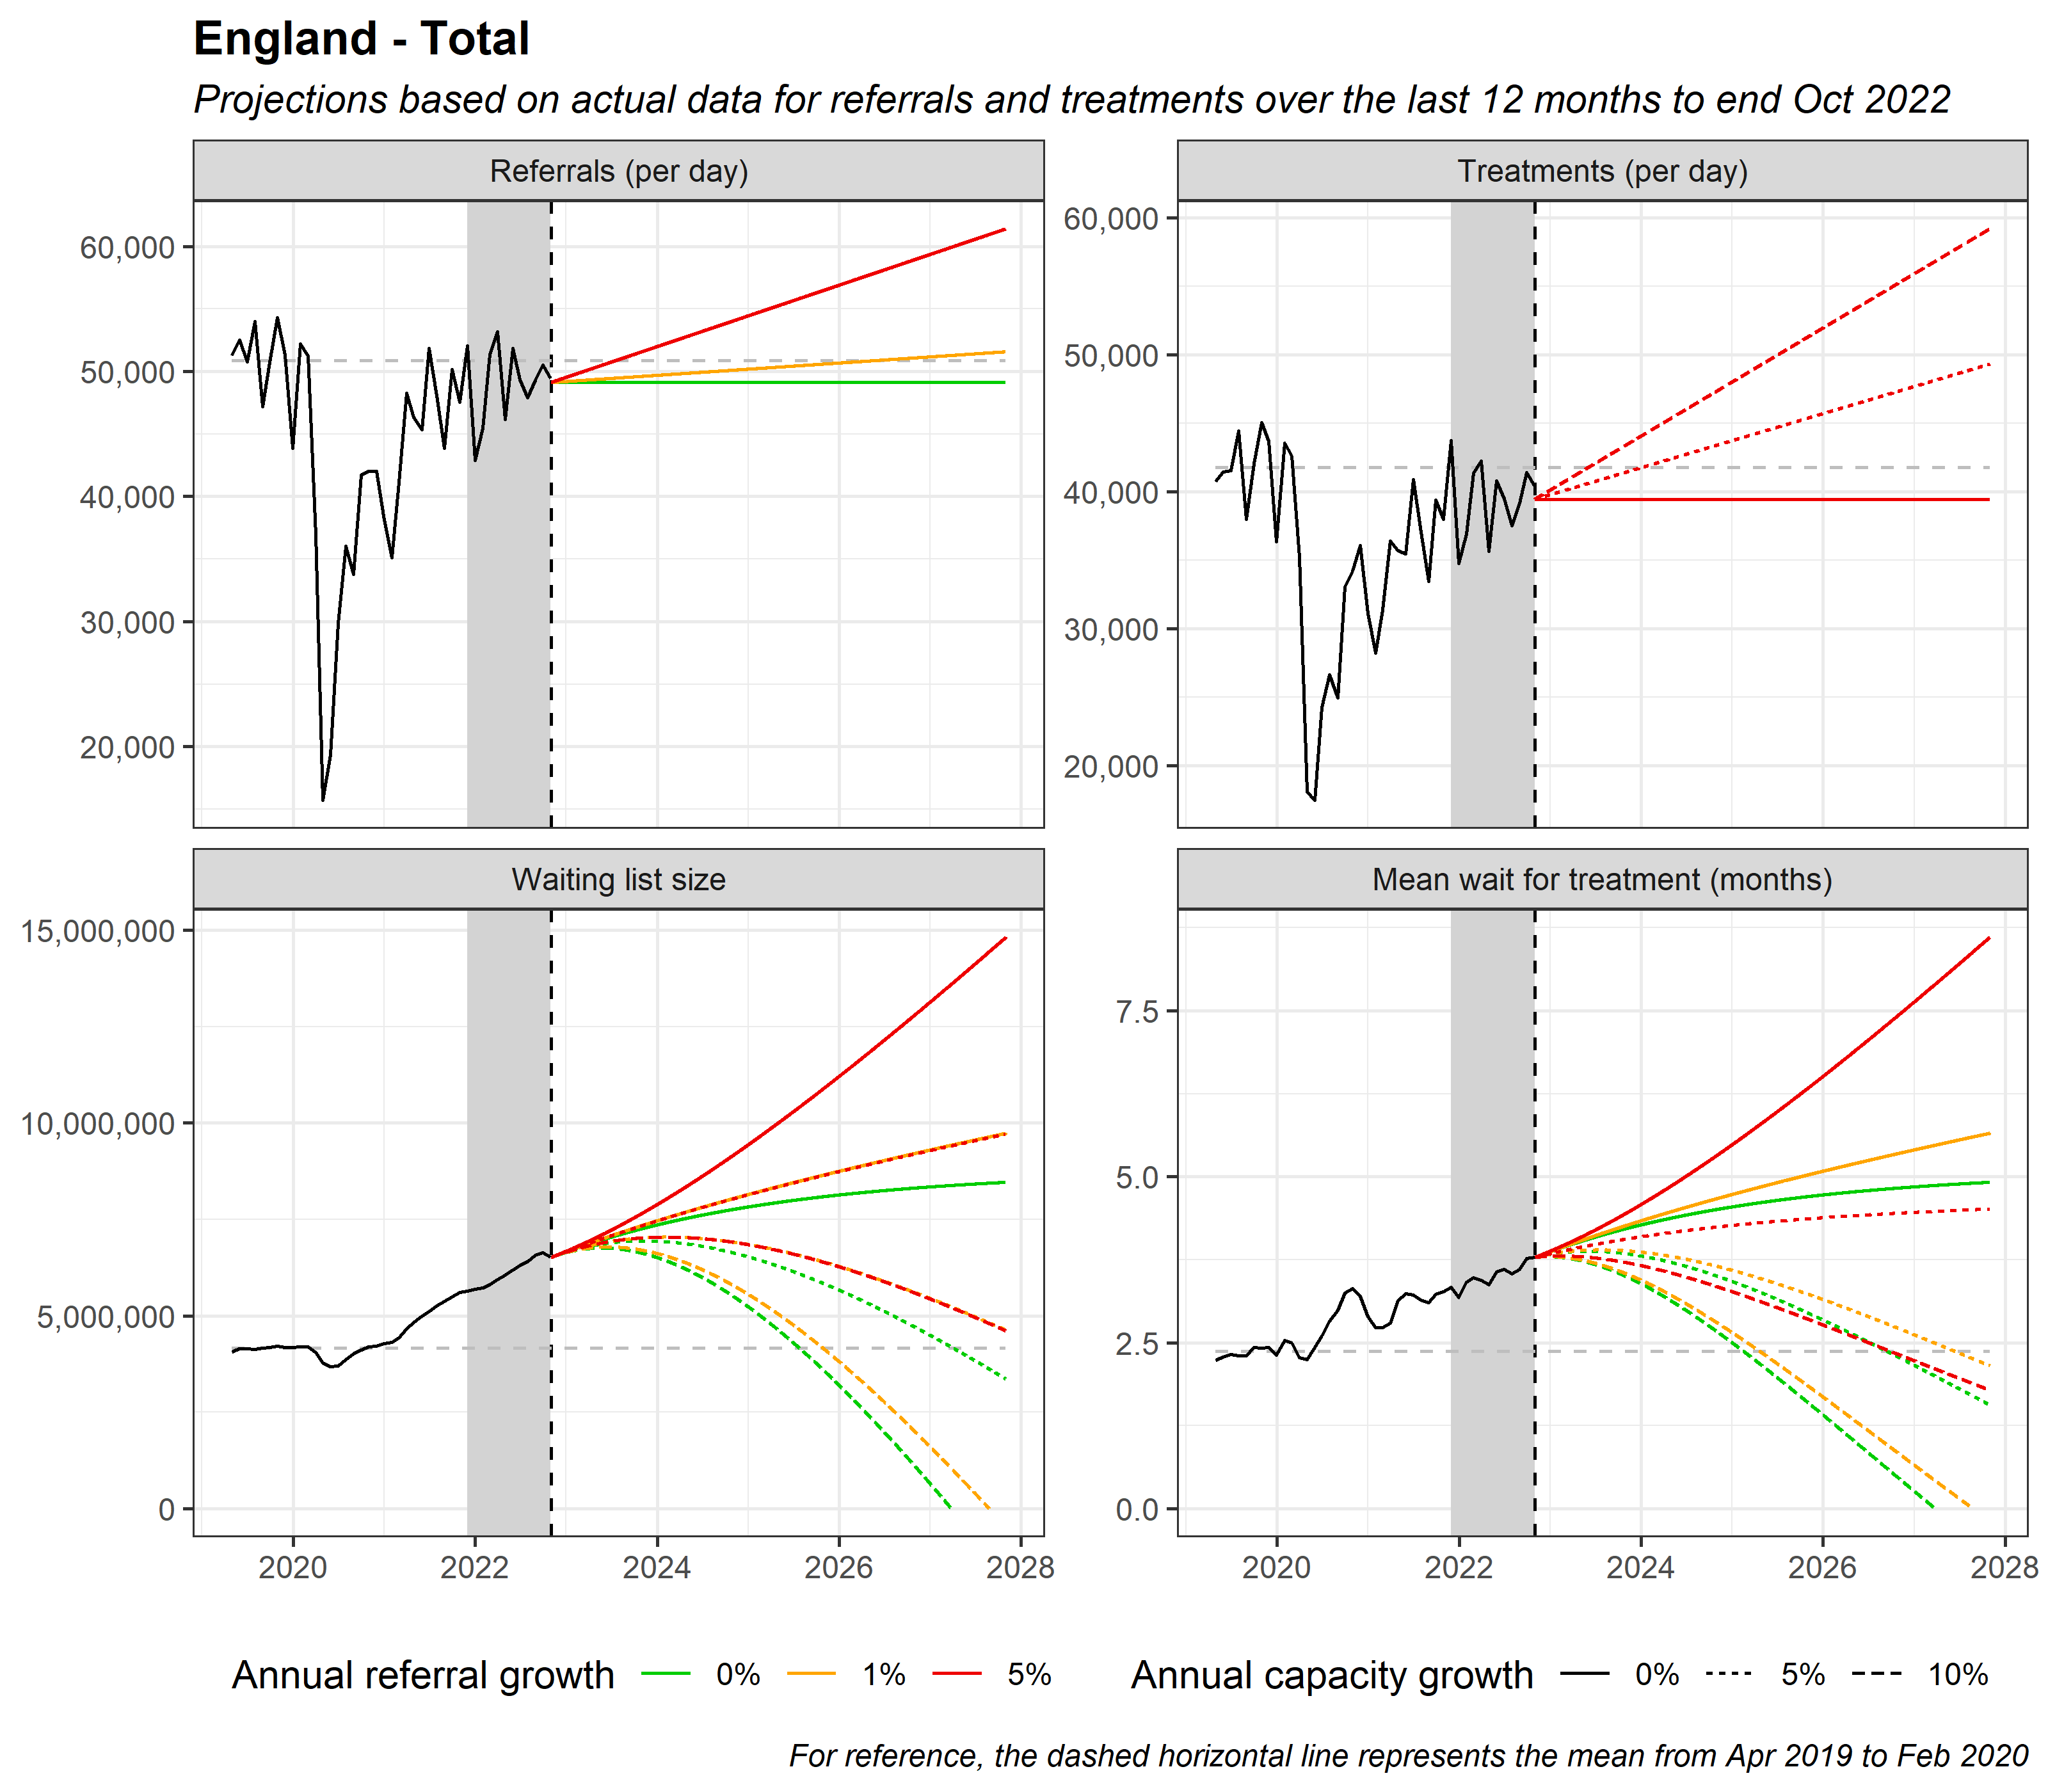 England - Total
Projections based on actual data for referrals and treatments over the last 12 months to end Oct 2022
Referrals (per day)
60,000
50,000
40,000
30,000
20,000
Treatments (per day)
60,000
50,000
40,000
30,000
20,000
Waiting list size
15,000,000
10,000,000
5,000,000
0
2020 2022 2024 2026 2028
Mean wait for treatment (months)
7.5
5.0
2.5
0.0
2020 2022 2024 2026 2028
Annual referral growth 0% 1% 5%
Annual capacity growth 0% 5% 10%
For reference, the dashed horizontal line represents the mean from Apr 2019 to Feb 2020